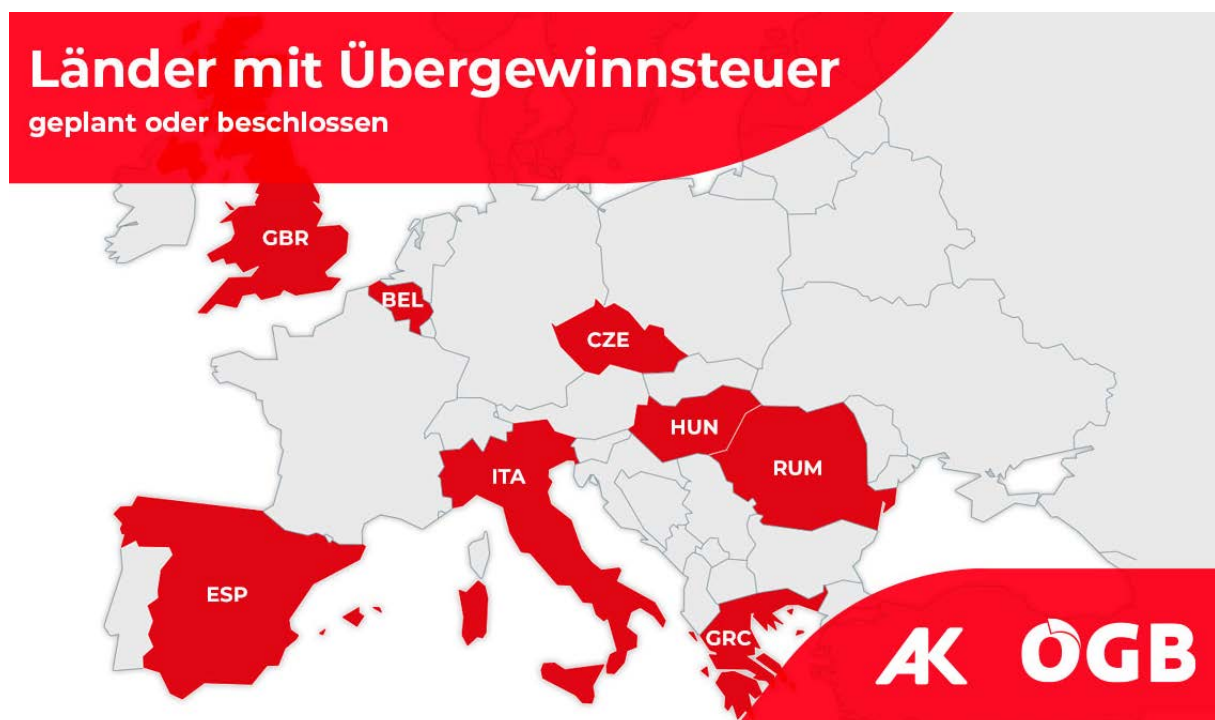 Länder mit Übergewinnsteuer
geplant oder beschlossen
GBR
BEL
CZE
HUN
RUM
ITA
ESP
GRC
AK ÖGB